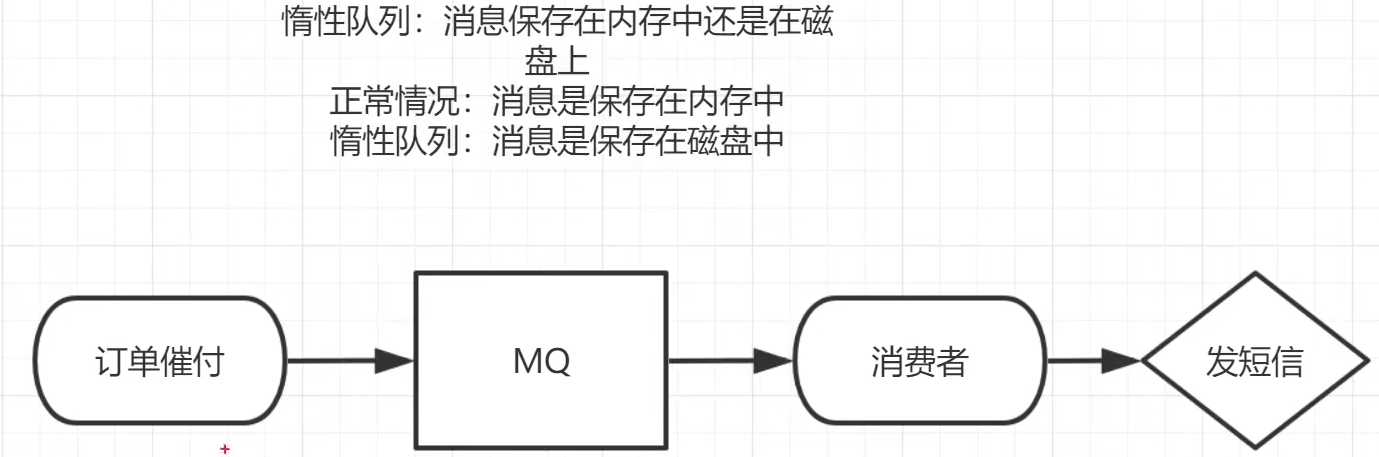 惰性队列：消息保存在内存中还是在磁
盘上
正常情况：消息是保存在内存中
惰性队列：消息是保存在磁盘中
订单催付
MQ
消费者
发短信